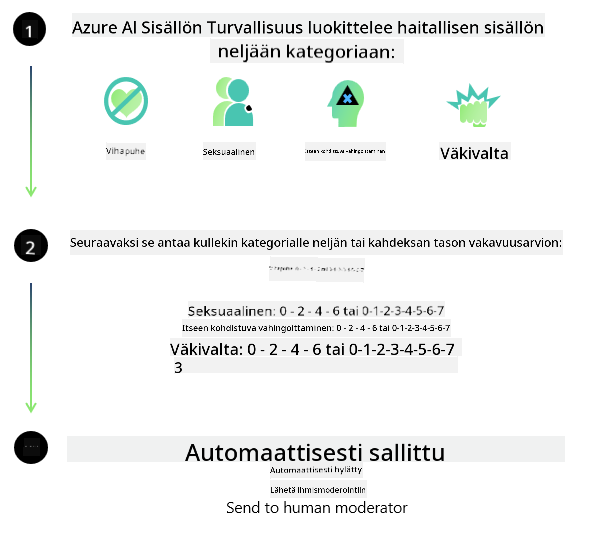 1
Azure AI Sisällön Turvallisuus luokittelee haitallisen sisällön
neljään kategoriaan:
Vihapuhe
Seksuaalinen
Itseen kohdistuva vahingoittaminen
Väkivalta
2
Seuraavaksi se antaa kullekin kategorialle neljän tai kahdeksan tason vakavuusarvion:
Seksuaalinen: 0 - 2 - 4 - 6 tai 0-1-2-3-4-5-6-7
Itseen kohdistuva vahingoittaminen: 0 - 2 - 4 - 6 tai 0-1-2-3-4-5-6-7
Väkivalta: 0 - 2 - 4 - 6 tai 0-1-2-3-4-5-6-7
3
Automaattisesti sallittu
Automaattisesti hylätty
Lähetä ihmismoderointiin
Send to human moderator